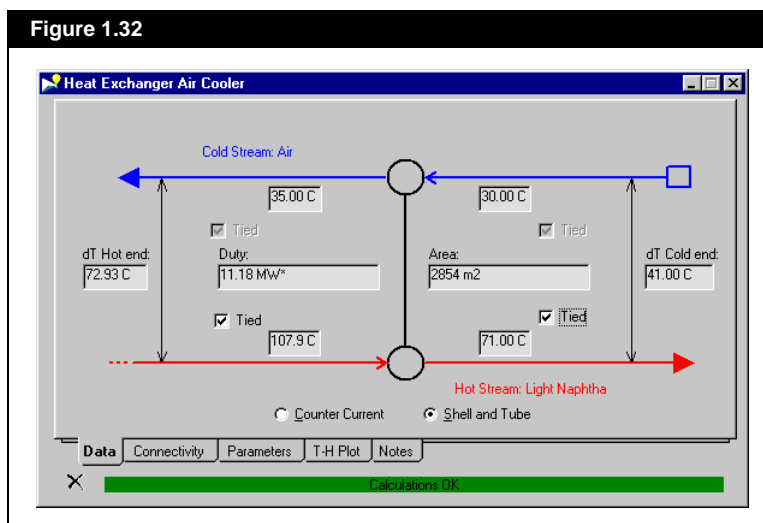 Figure 1.32
Heat Exchanger Air Cooler
Cold Stream: Air
35.00 C
30.00 C
Tied
Tied
dT Hot end:
72.93 C
Duty:
11.18 MW*
Area:
2854 m2
dT Cold end:
41.00 C
Tied
Tied
107.9 C
71.00 C
Hot Stream: Light Naphtha
Counter Current
Shell and Tube
Data
Connectivity
Parameters
T-H Plot
Notes
Calculations OK